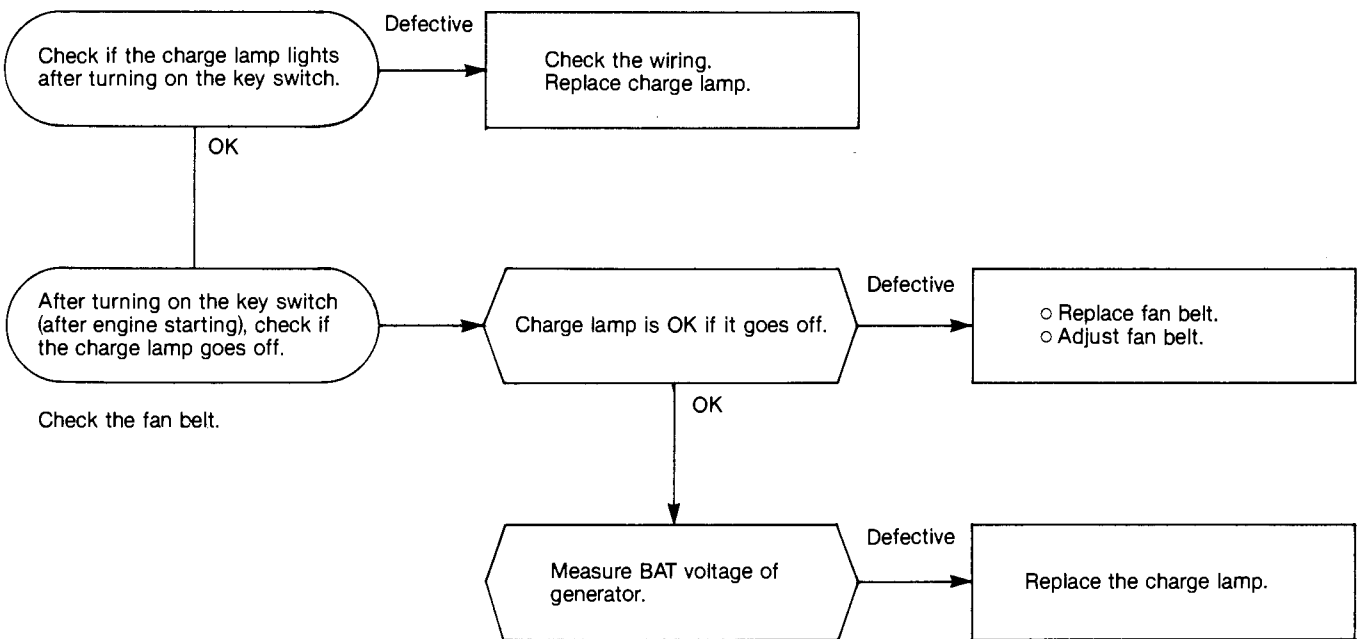 Defective
Check if the charge lamp lights
after turning on the key switch.
Check the wiring.
Replace charge lamp.
OK
After turning on the key switch
(after engine starting), check if
the charge lamp goes off.
Charge lamp is OK if it goes off.
Defective
○ Replace fan belt.
○ Adjust fan belt.
Check the fan belt.
OK
Measure BAT voltage of
generator.
Defective
Replace the charge lamp.